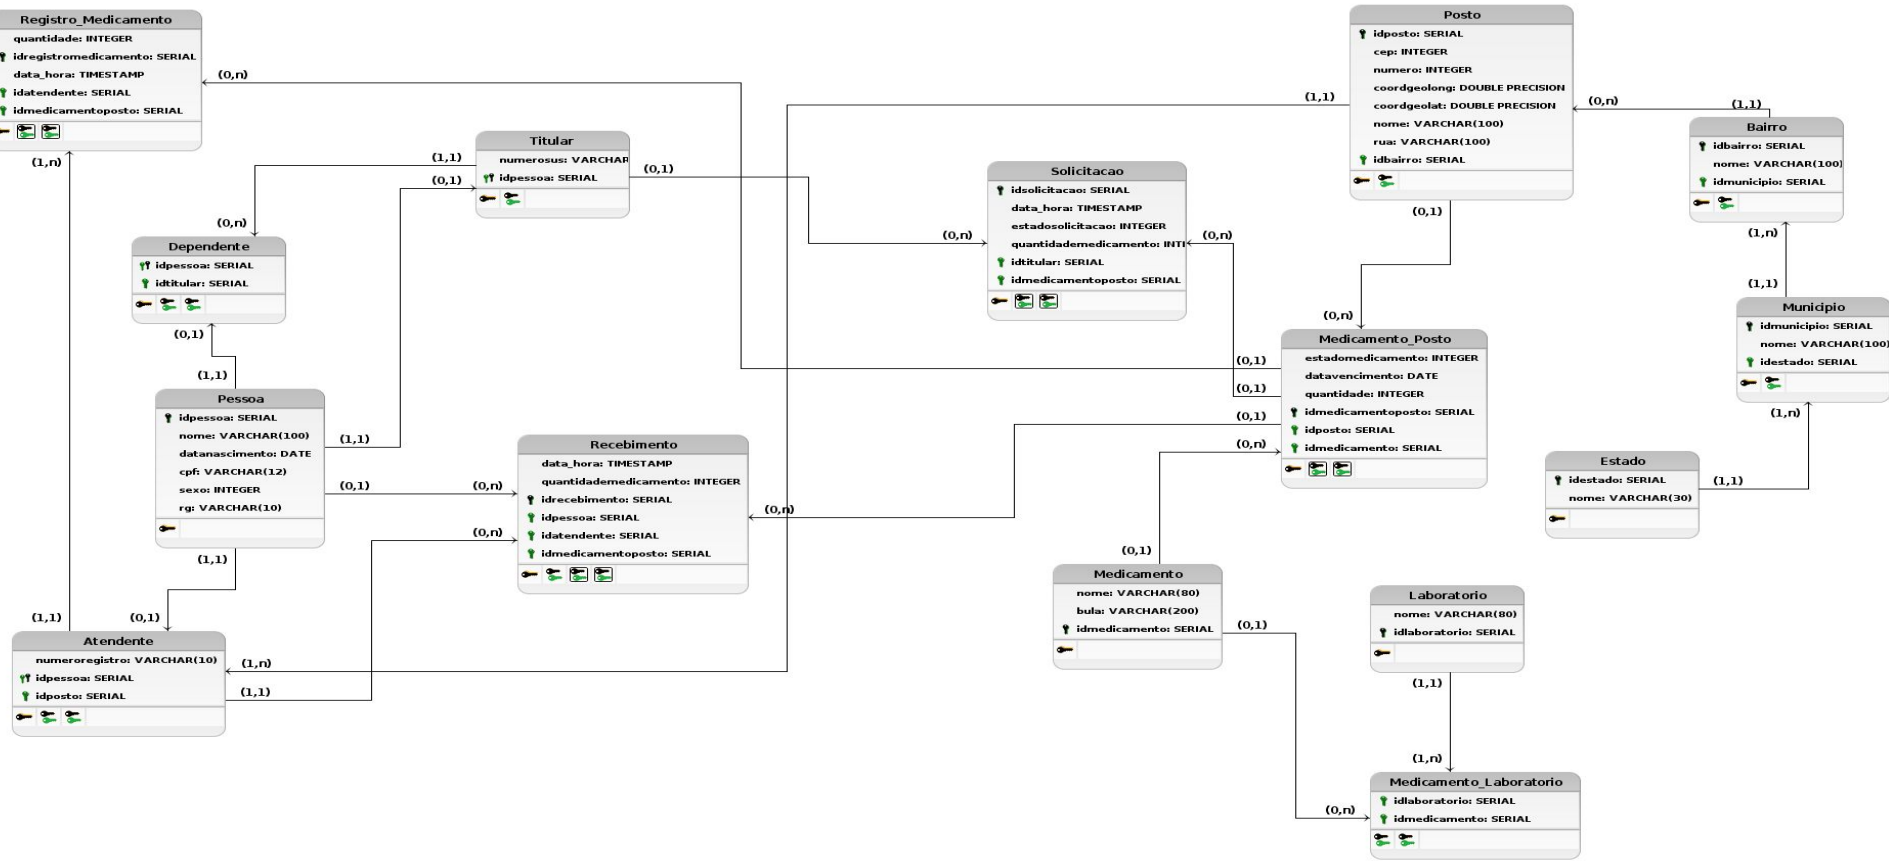 Registro_Medicamento
quantidade: INTEGER
idregistromedicamento: SERIAL
data_hora: TIMESTAMP
idatendente: SERIAL
idmedicamentoposto: SERIAL
(0,n)
(1,n)
Titular
numerosus: VARCHAR
idpessoa: SERIAL
(1,1)
(0,1)
(0,1)
(0,n)
Dependente
idpessoa: SERIAL
idtitular: SERIAL
(0,1)
(1,1)
Pessoa
idpessoa: SERIAL
nome: VARCHAR(100)
datanascimento: DATE
cpf: VARCHAR(12)
sexo: INTEGER
rg: VARCHAR(10)
(1,1)
(0,1)
(0,n)
(1,1)
(0,n)
Recebimento
data_hora: TIMESTAMP
quantidademedicamento: INTEGER
idrecebimento: SERIAL
idpessoa: SERIAL
idatendente: SERIAL
idmedicamentoposto: SERIAL
(0,n)
(1,1)
(0,1)
Atendente
numeroregistro: VARCHAR(10)
idpessoa: SERIAL
idposto: SERIAL
(1,n)
(1,1)
Solicitacao
idsolicitacao: SERIAL
data_hora: TIMESTAMP
estadosolicitacao: INTEGER
quantidademedicamento: INTI
idtitular: SERIAL
idmedicamentoposto: SERIAL
(0,n)
(0,n)
Posto
idposto: SERIAL
cep: INTEGER
numero: INTEGER
coordgeolong: DOUBLE PRECISION
coordgeolat: DOUBLE PRECISION
nome: VARCHAR(100)
rua: VARCHAR(100)
idbairro: SERIAL
(1,1)
(0,n)
(1,1)
(0,1)
Bairro
idbairro: SERIAL
nome: VARCHAR(100)
idmunicipio: SERIAL
(1,n)
(1,1)
Municipio
idmunicipio: SERIAL
nome: VARCHAR(100)
idestado: SERIAL
(1,n)
(0,n)
Medicamento_Posto
estadomedicamento: INTEGER
datavencimento: DATE
quantidade: INTEGER
idmedicamentoposto: SERIAL
idposto: SERIAL
idmedicamento: SERIAL
(0,1)
(0,1)
(0,1)
(0,n)
Estado
idestado: SERIAL
nome: VARCHAR(30)
(1,1)
(0,1)
Medicamento
nome: VARCHAR(80)
bula: VARCHAR(200)
idmedicamento: SERIAL
(0,1)
Laboratorio
nome: VARCHAR(80)
idlaboratorio: SERIAL
(1,1)
(1,n)
Medicamento_Laboratorio
idlaboratorio: SERIAL
idmedicamento: SERIAL
(0,n)